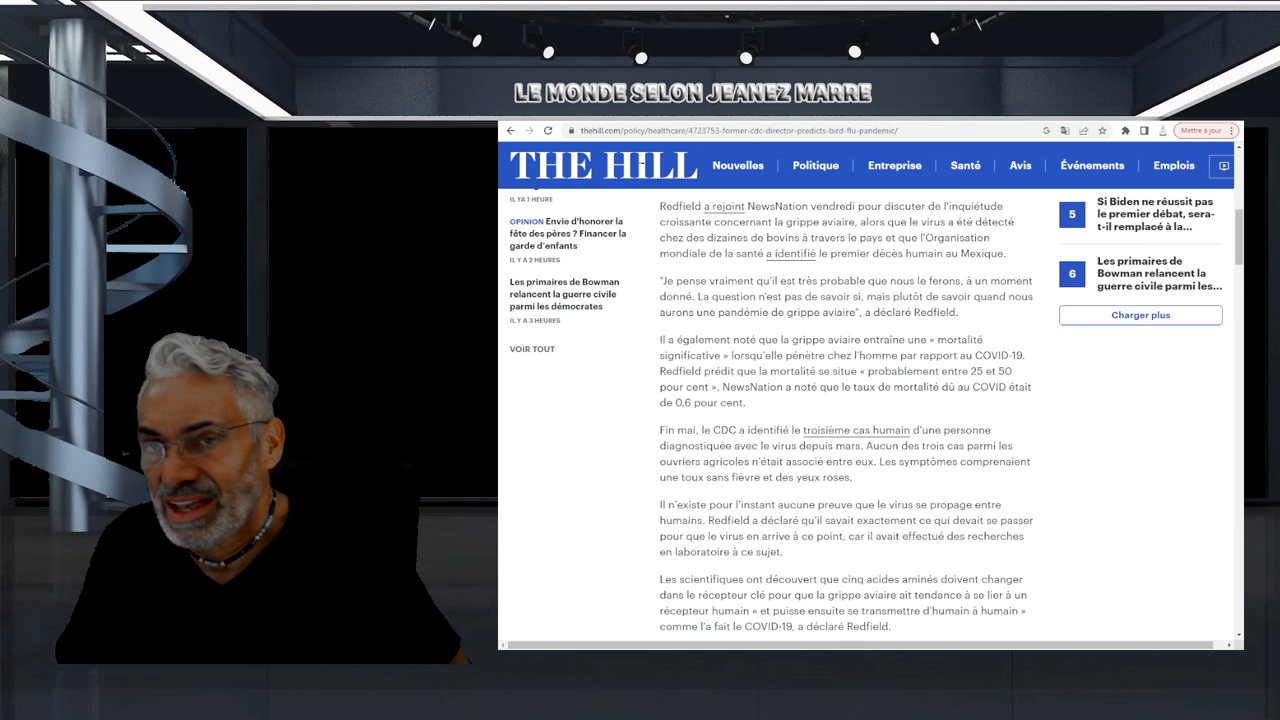 LE MONDE SELON JEANEZ MARRE
thehill.com/policy/healthcare/4723753-former-cdc-director-predicts-bird-flu-pandemic/
Mettre à jour
THE HILL
Nouvelles | Politique | Entreprise | Santé | Avis | Événements | Emplois
IL Y A 1 HEURE
OPINION Envie d'honorer la
fête des pères ? Financer la
garde d'enfants
IL Y A 2 HEURES
Les primaires de Bowman
relancent la guerre civile
parmi les démocrates
IL Y A 3 HEURES
VOIR TOUT
Redfield a rejoint NewsNation vendredi pour discuter de l'inquiétude
croissante concernant la grippe aviaire, alors que le virus a été détecté
chez des dizaines de bovins à travers le pays et que l'Organisation
mondiale de la santé a identifié le premier décès humain au Mexique.
"Je pense vraiment qu'il est très probable que nous le ferons, à un moment
donné. La question n'est pas de savoir si, mais plutôt de savoir quand nous
aurons une pandémie de grippe aviaire", a déclaré Redfield.
Il a également noté que la grippe aviaire entraîne une « mortalité
significative » lorsqu'elle pénètre chez l'homme par rapport au COVID-19.
Redfield prédit que la mortalité se situe « probablement entre 25 et 50
pour cent ». NewsNation a noté que le taux de mortalité dû au COVID était
de 0,6 pour cent.
Fin mai, le CDC a identifié le troisième cas humain d'une personne
diagnostiquée avec le virus depuis mars. Aucun des trois cas parmi les
ouvriers agricoles n'était associé entre eux. Les symptômes comprenaient
une toux sans fièvre et des yeux roses.
Il n'existe pour l'instant aucune preuve que le virus se propage entre
humains. Redfield a déclaré qu'il savait exactement ce qui devait se passer
pour que le virus en arrive à ce point, car il avait effectué des recherches
en laboratoire à ce sujet.
Les scientifiques ont découvert que cinq acides aminés doivent changer
dans le récepteur clé pour que la grippe aviaire ait tendance à se lier à un
récepteur humain « et puisse ensuite se transmettre d'humain à humain »
comme l'a fait le COVID-19, a déclaré Redfield.
5
Si Biden ne réussit pas
le premier débat, sera-
t-il remplacé à la...
6
Les primaires de
Bowman relancent la
guerre civile parmi les...
Charger plus